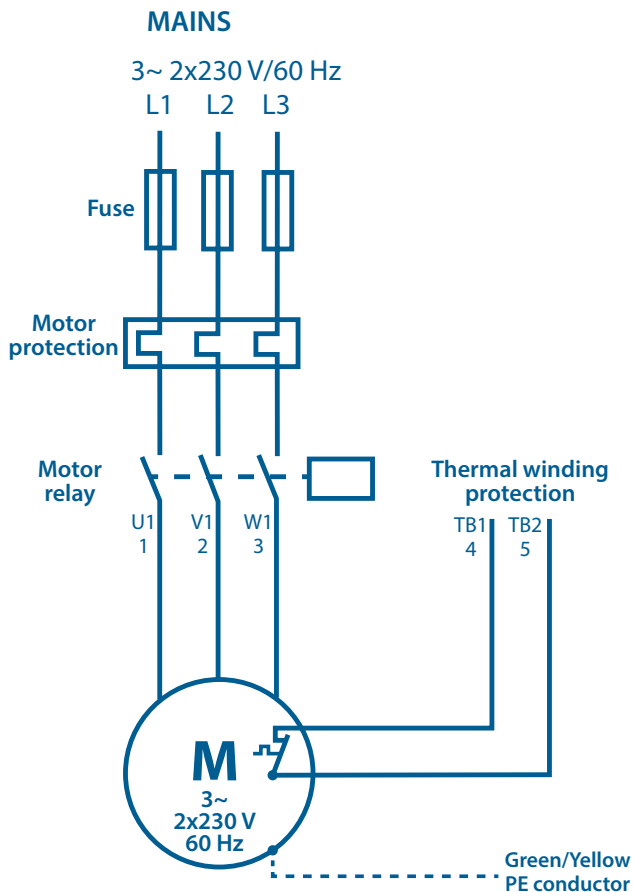 MAINS
3~ 2x230 V/60 Hz
L1 L2 L3
Fuse
Motor
protection
Motor
relay
Thermal winding
protection
U1 V1 W1
1 2 3
TB1 TB2
4 5
M
3~
2x230 V
60 Hz
Green/Yellow
PE conductor